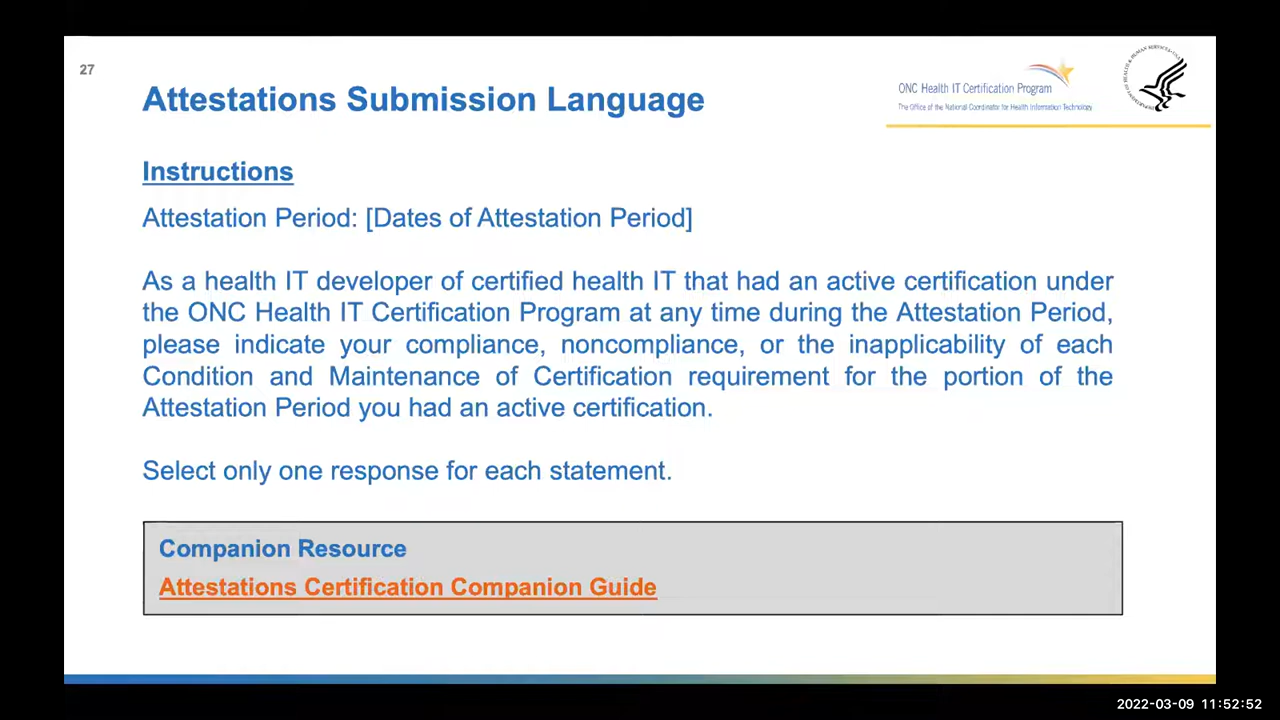 27
Attestations Submission Language
ONC Health IT Certification Program
The Office of the National Coordinator for Health Information Technology
Instructions
Attestation Period: [Dates of Attestation Period]
As a health IT developer of certified health IT that had an active certification under
the ONC Health IT Certification Program at any time during the Attestation Period,
please indicate your compliance, noncompliance, or the inapplicability of each
Condition and Maintenance of Certification requirement for the portion of the
Attestation Period you had an active certification.
Select only one response for each statement.
Companion Resource
Attestations Certification Companion Guide
2022-03-09 11:52:52